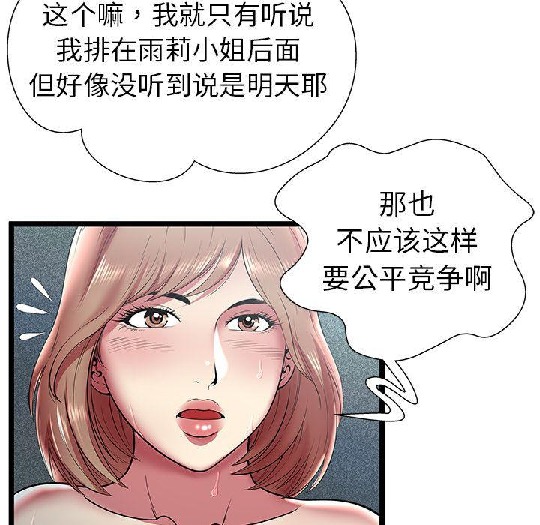 这个嘛，我就只有听说
我排在雨莉小姐后面
但好像没听到说是明天耶
那也
不应该这样
要公平竞争啊